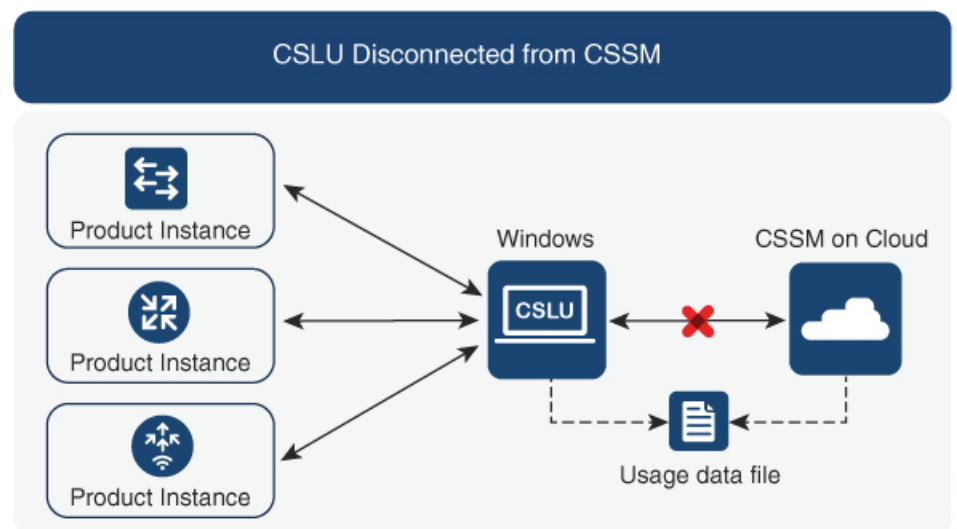 CSLU Disconnected from CSSM
Product Instance
Product Instance
Product Instance
Windows
CSLU
CSSM on Cloud
Usage data file